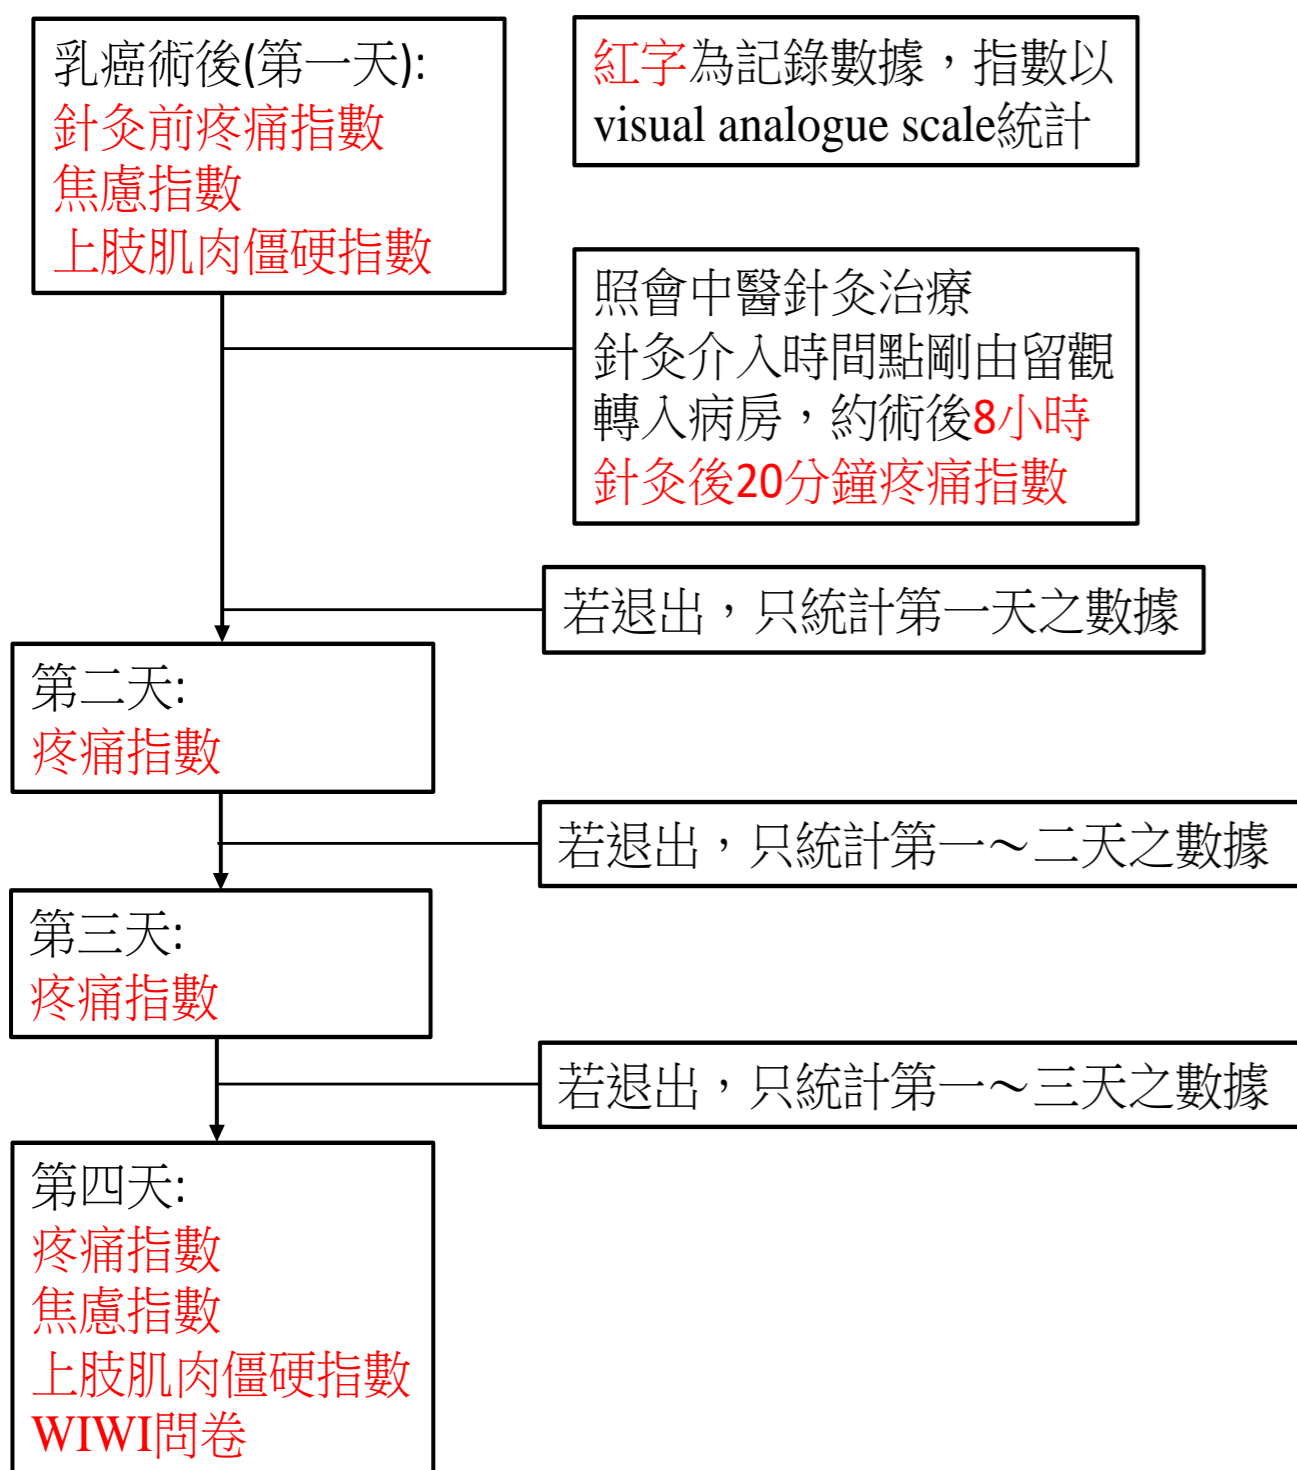 乳癌術後(第一天):
針灸前疼痛指數
焦慮指數
上肢肌肉僵硬指數
紅字為記錄數據，指數以
visual analogue scale統計
照會中醫針灸治療
針灸介入時間點剛由留觀
轉入病房，約術後8小時
針灸後20分鐘疼痛指數
若退出，只統計第一天之數據
第二天:
疼痛指數
若退出，只統計第一～二天之數據
第三天:
疼痛指數
若退出，只統計第一～三天之數據
第四天:
疼痛指數
焦慮指數
上肢肌肉僵硬指數
WIWI問卷